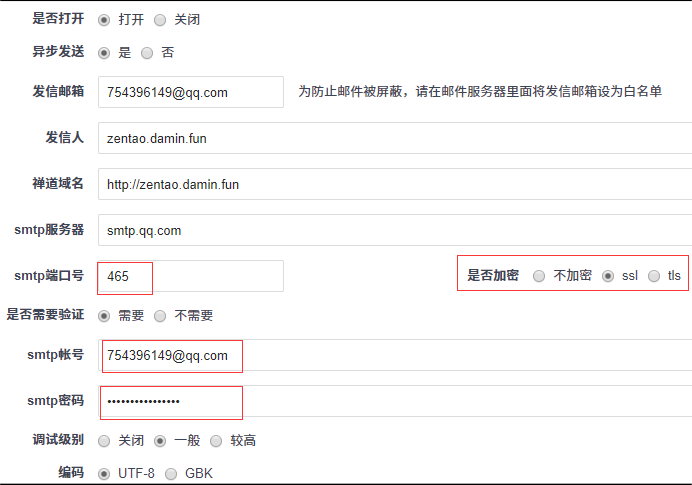 是否打开 打开 关闭
异步发送 是 否
发信邮箱 754396149@qq.com 为防止邮件被屏蔽，请在邮件服务器里面将发信邮箱设为白名单
发信人 zentao.damin.fun
禅道域名 http://zentao.damin.fun
smtp服务器 smtp.qq.com
smtp端口号 465 是否加密 不加密 ssl tls
是否需要验证 需要 不需要
smtp帐号 754396149@qq.com
smtp密码 ••••••••••••••••
调试级别 关闭 一般 较高
编码 UTF-8 GBK